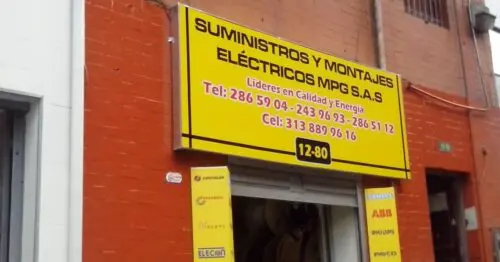 SUMINISTROS Y MONTAJES
ELÉCTRICOS MPG S.A.S
Lideres en Calidad y Energia
Tel: 286 59 04 - 243 96 93 - 286 51 12
Cel: 313 889 96 16
12-80
ELECON
ABB